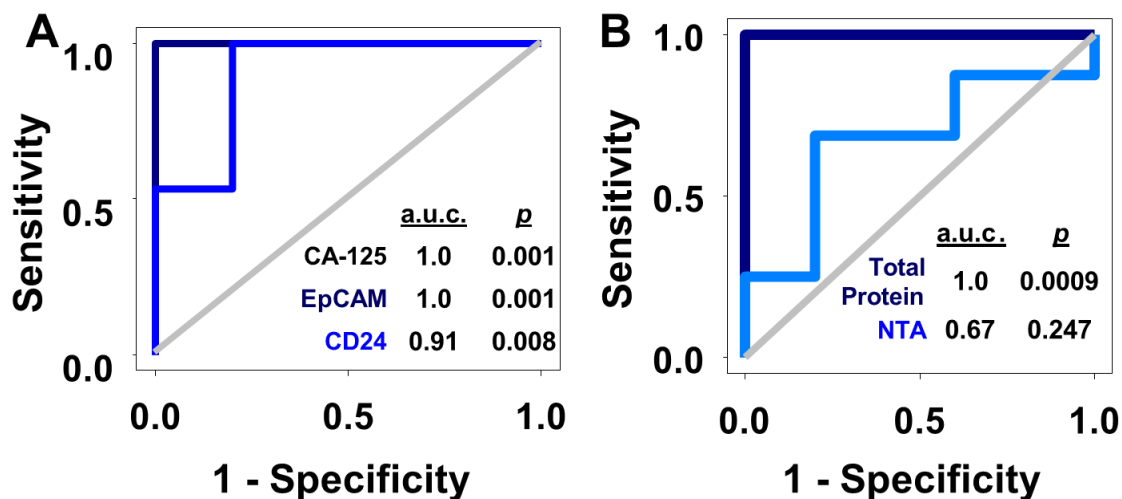 A
1.0
0.5
0.0
Sensitivity
a.u.c. p
CA-125 1.0 0.001
EpCAM 1.0 0.001
CD24 0.91 0.008
0.0 0.5 1.0
1 - Specificity
B
1.0
0.5
0.0
Sensitivity
a.u.c. p
Total
Protein 1.0 0.0009
NTA 0.67 0.247
0.0 0.5 1.0
1 - Specificity